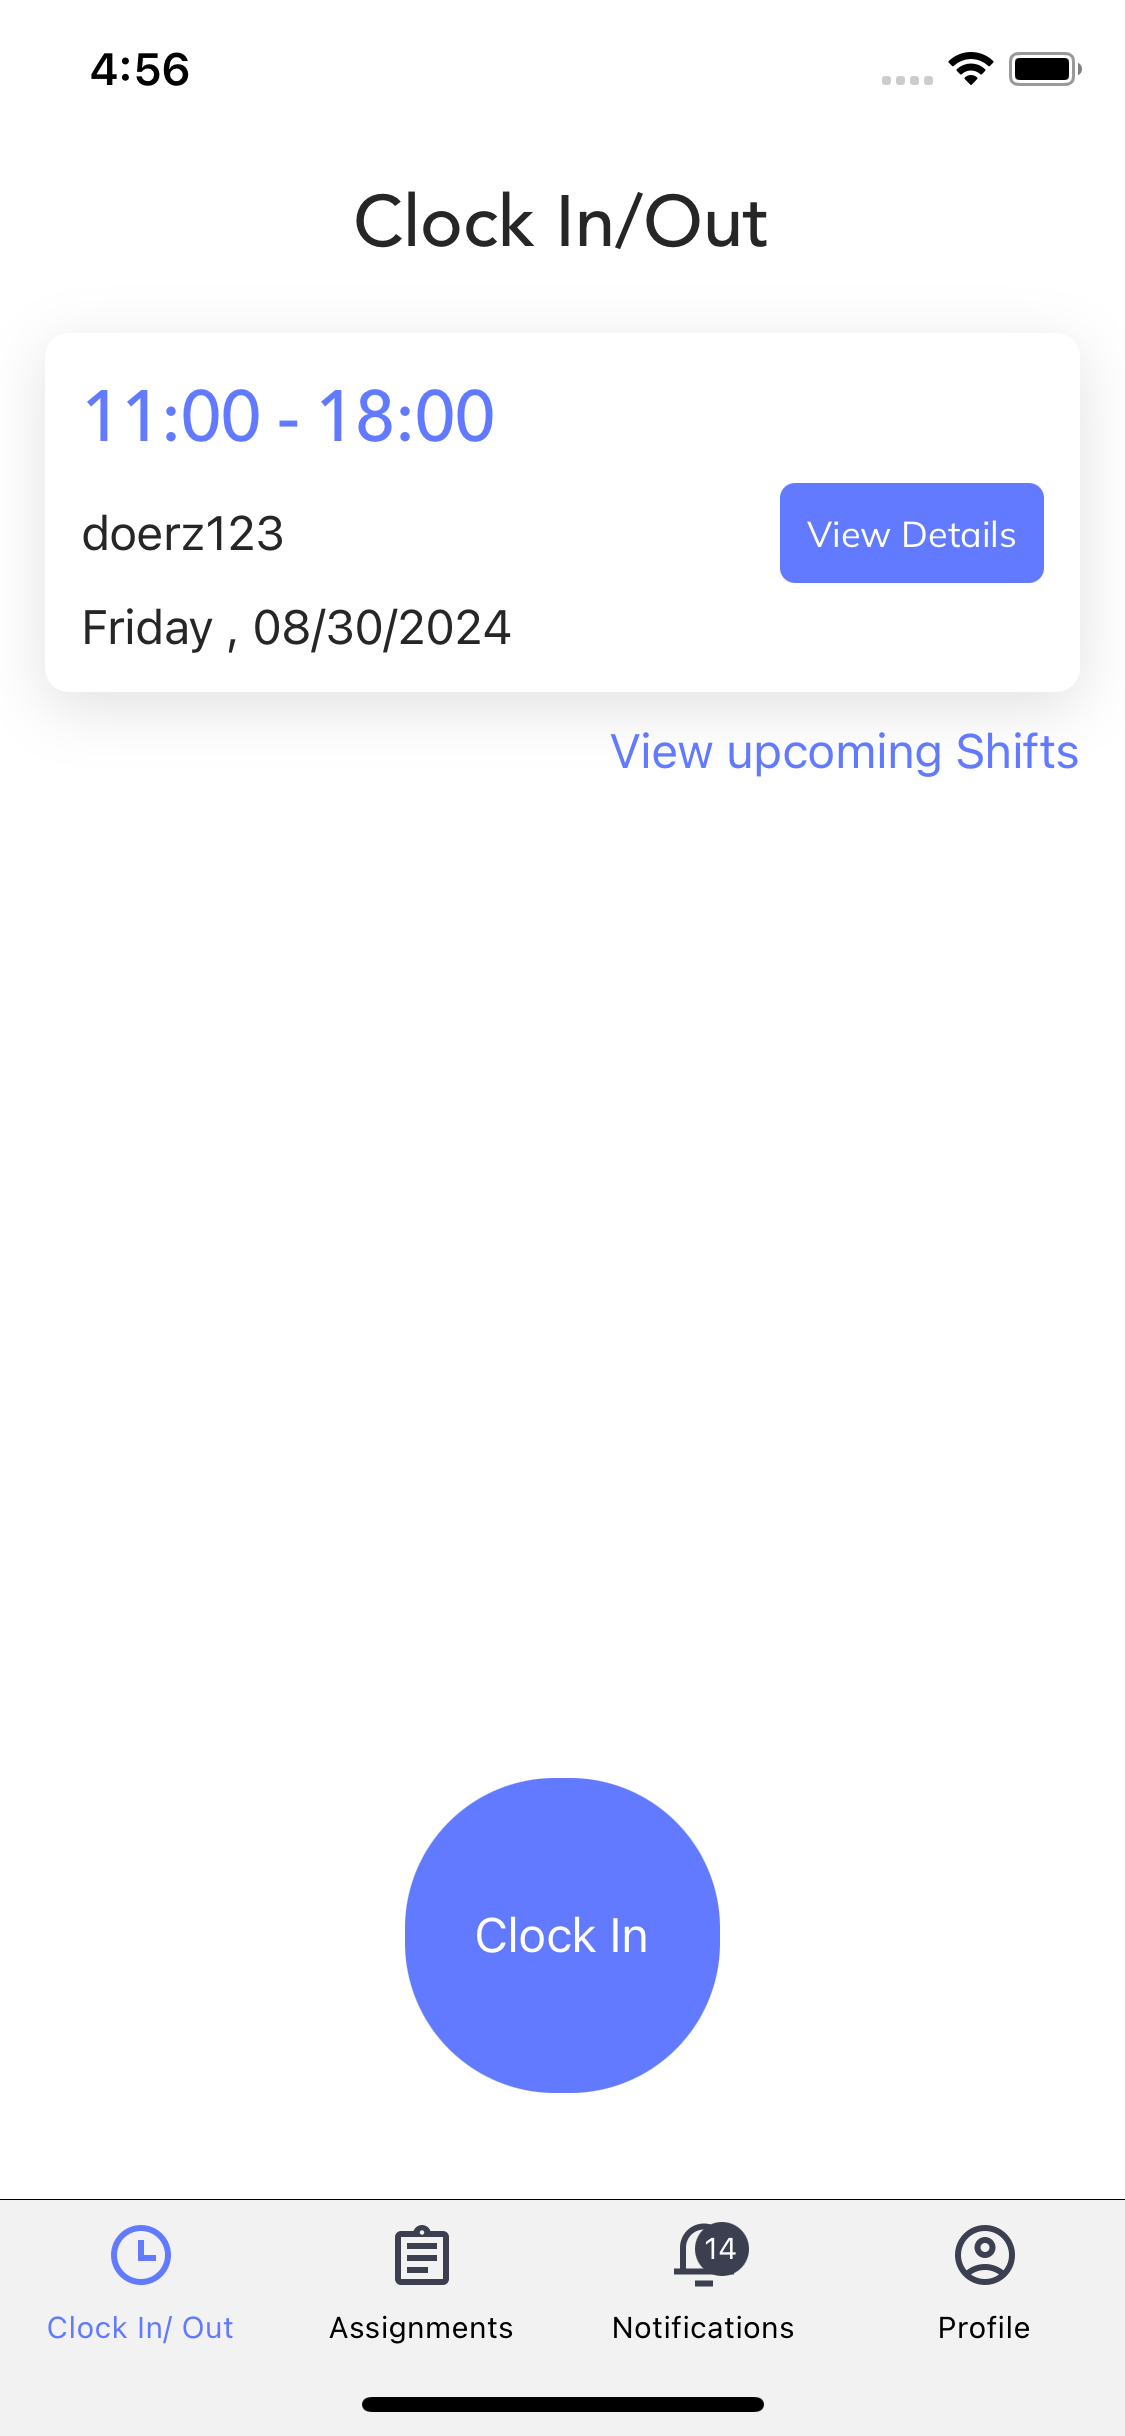 4:56
Clock In/Out
11:00 - 18:00
doerz123
View Details
Friday , 08/30/2024
View upcoming Shifts
Clock In
14
Clock In/ Out
Assignments
Notifications
Profile